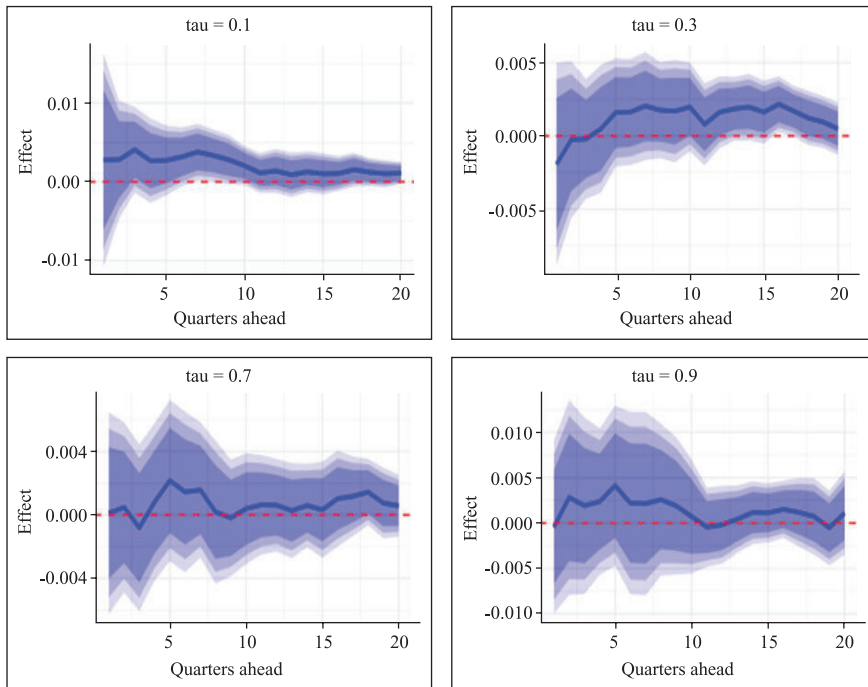 tau = 0.1
0.01
0.00
-0.01
Effect
5
10
15
20
Quarters ahead
tau = 0.3
0.005
0.000
-0.005
Effect
5
10
15
20
Quarters ahead
tau = 0.7
0.004
0.000
-0.004
Effect
5
10
15
20
Quarters ahead
tau = 0.9
0.010
0.005
0.000
-0.005
-0.010
Effect
5
10
15
20
Quarters ahead